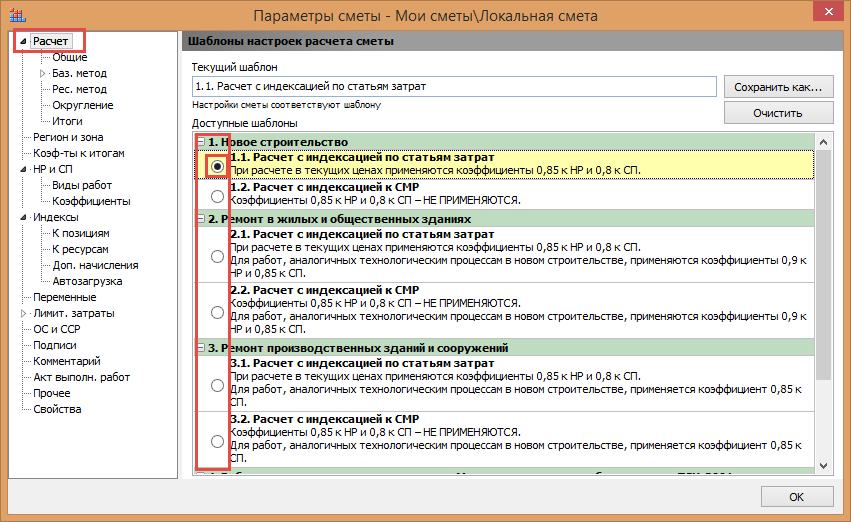 Параметры сметы - Мои сметы\Локальная смета
Расчет
Общие
Баз. метод
Рес. метод
Округление
Итоги
Регион и зона
Коэф-ты к итогам
НР и СП
Виды работ
Коэффициенты
Индексы
К позициям
К ресурсам
Доп. начисления
Автозагрузка
Переменные
Лимит. затраты
ОС и ССР
Подписи
Комментарий
Акт выполн. работ
Прочее
Свойства
Шаблоны настроек расчета сметы
Текущий шаблон
1.1. Расчет с индексацией по статьям затрат
Сохранить как...
Настройки сметы соответствуют шаблону
Очистить
Доступные шаблоны
1. Новое строительство
1.1. Расчет с индексацией по статьям затрат
При расчете в текущих ценах применяются коэффициенты 0,85 к НР и 0,8 к СП.
1.2. Расчет с индексацией к СМР
Коэффициенты 0,85 к НР и 0,8 к СП – НЕ ПРИМЕНЯЮТСЯ.
2. Ремонт в жилых и общественных зданиях
2.1. Расчет с индексацией по статьям затрат
При расчете в текущих ценах применяются коэффициенты 0,85 к НР и 0,8 к СП.
Для работ, аналогичных технологическим процессам в новом строительстве, применяются коэффициенты 0,9 к
НР и 0,85 к СП.
2.2. Расчет с индексацией к СМР
Коэффициенты 0,85 к НР и 0,8 к СП – НЕ ПРИМЕНЯЮТСЯ.
Для работ, аналогичных технологическим процессам в новом строительстве, применяются коэффициенты 0,9 к
НР и 0,85 к СП.
3. Ремонт производственных зданий и сооружений
3.1. Расчет с индексацией по статьям затрат
При расчете в текущих ценах применяются коэффициенты 0,85 к НР и 0,8 к СП.
Для работ, аналогичных технологическим процессам в новом строительстве, применяется коэффициент 0,85 к
СП.
3.2. Расчет с индексацией к СМР
Коэффициенты 0,85 к НР и 0,8 к СП – НЕ ПРИМЕНЯЮТСЯ.
Для работ, аналогичных технологическим процессам в новом строительстве, применяется коэффициент 0,85 к
СП.
OK